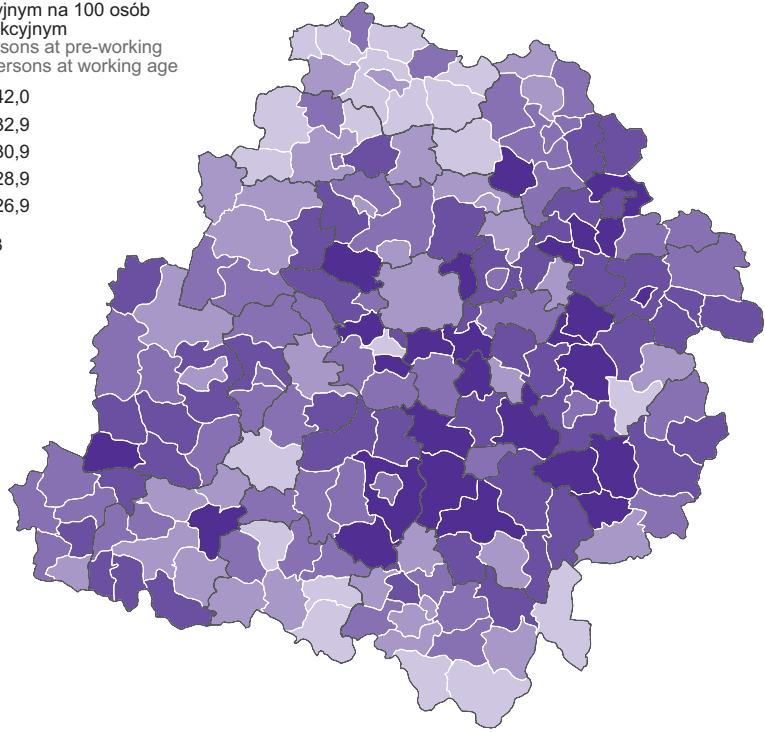 yjnym na 100 osób
kcyjnym
sons at pre-working
ersons at working age
42,0
32,9
30,9
28,9
26,9